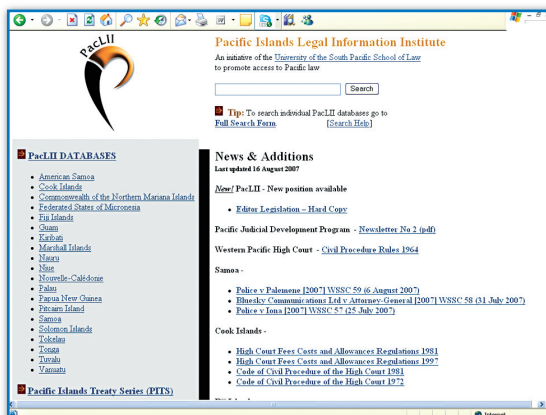 PacLII
Pacific Islands Legal Information Institute
An initiative of the University of the South Pacific School of Law
to promote access to Pacific law
Search
Tip: To search individual PacLII databases go to
Full Search Form. [Search Help]
PacLII DATABASES
American Samoa
Cook Islands
Commonwealth of the Northern Mariana Islands
Federated States of Micronesia
Fiji Islands
Guam
Kiribati
Marshall Islands
Nauru
Niue
Nouvelle-Calédonie
Palau
Papua New Guinea
Pitcairn Island
Samoa
Solomon Islands
Tokelau
Tonga
Tuvalu
Vanuatu
Pacific Islands Treaty Series (PITS)
News & Additions
Last updated 16 August 2007
New! PacLII - New position available
Editor Legislation – Hard Copy
Pacific Judicial Development Program - Newsletter No 2 (pdf)
Western Pacific High Court - Civil Procedure Rules 1964
Samoa -
Police v Palemene [2007] WSSC 59 (6 August 2007)
Bluesky Communications Ltd v Attorney-General [2007] WSSC 58 (31 July 2007)
Police v Iona [2007] WSSC 57 (25 July 2007)
Cook Islands -
High Court Fees Costs and Allowances Regulations 1981
High Court Fees Costs and Allowances Regulations 1997
Code of Civil Procedure of the High Court 1981
Code of Civil Procedure of the High Court 1972
Internet